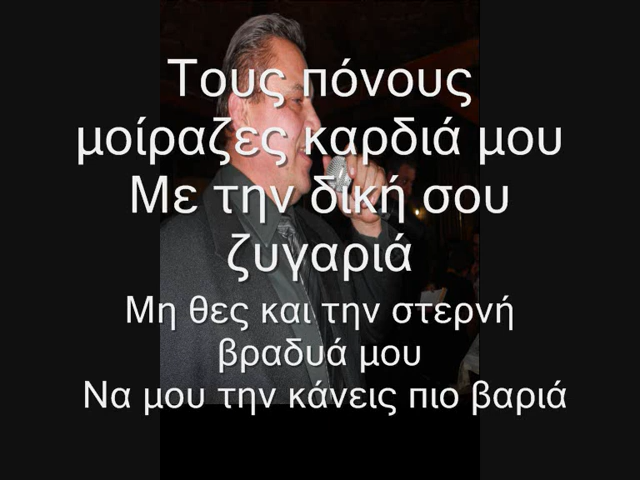 Τους πόνους
μοίραζες καρδιά μου
Με την δική σου
ζυγαριά
Μη θες και την στερνή
βραδυά μου
Να μου την κάνεις πιο βαριά